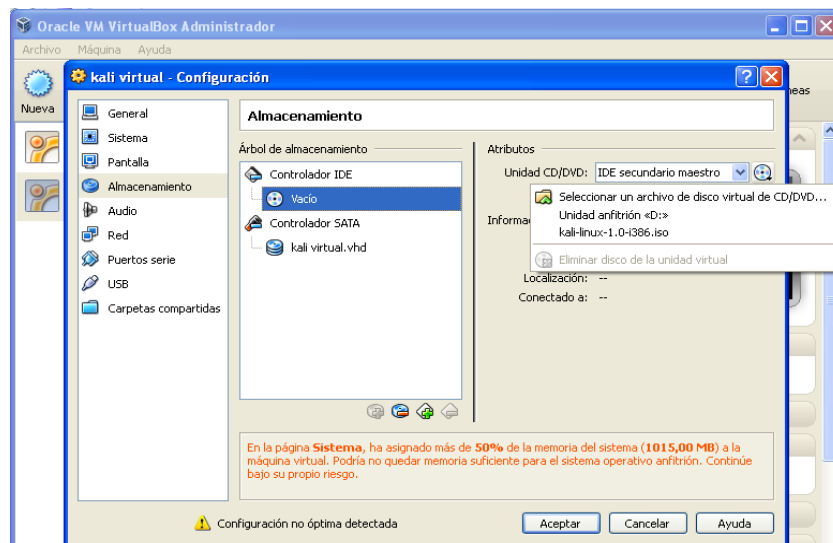 Oracle VM VirtualBox Administrador
Archivo Máquina Ayuda
Nueva
kali virtual - Configuración
General
Sistema
Pantalla
Almacenamiento
Audio
Red
Puertos serie
USB
Carpetas compartidas
Almacenamiento
Árbol de almacenamiento
Controlador IDE
Vacío
Controlador SATA
kali virtual.vhd
Atributos
Unidad CD/DVD: IDE secundario maestro
Seleccionar un archivo de disco virtual de CD/DVD...
Unidad anfitrión «D:»
kali-linux-1.0-i386.iso
Eliminar disco de la unidad virtual
Localización: --
Conectado a: --
En la página Sistema, ha asignado más de 50% de la memoria del sistema (1015,00 MB) a la
máquina virtual. Podría no quedar memoria suficiente para el sistema operativo anfitrión. Continúe
bajo su propio riesgo.
Configuración no óptima detectada
Aceptar Cancelar Ayuda